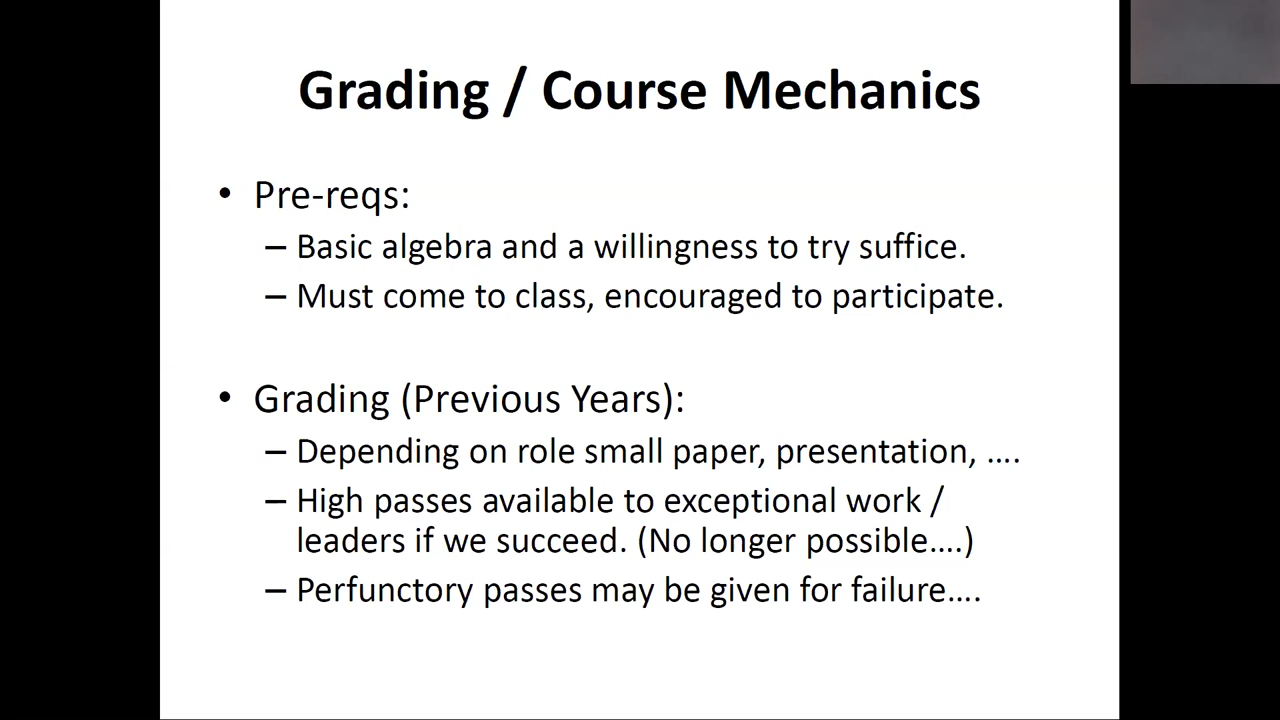 Grading / Course Mechanics
• Pre-reqs:
– Basic algebra and a willingness to try suffice.
– Must come to class, encouraged to participate.
• Grading (Previous Years):
– Depending on role small paper, presentation, ....
– High passes available to exceptional work /
leaders if we succeed. (No longer possible....)
– Perfunctory passes may be given for failure....